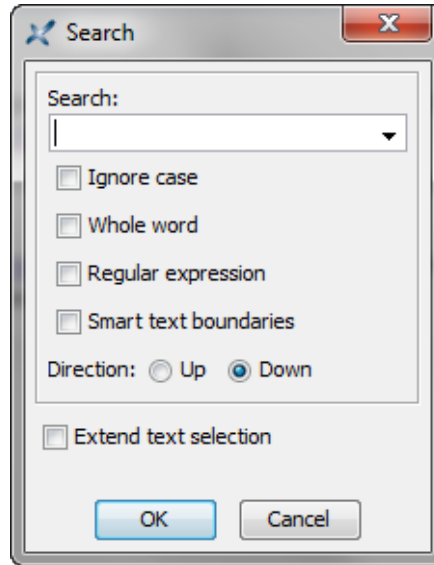 Search
Search:
Ignore case
Whole word
Regular expression
Smart text boundaries
Direction: Up Down
Extend text selection
OK Cancel